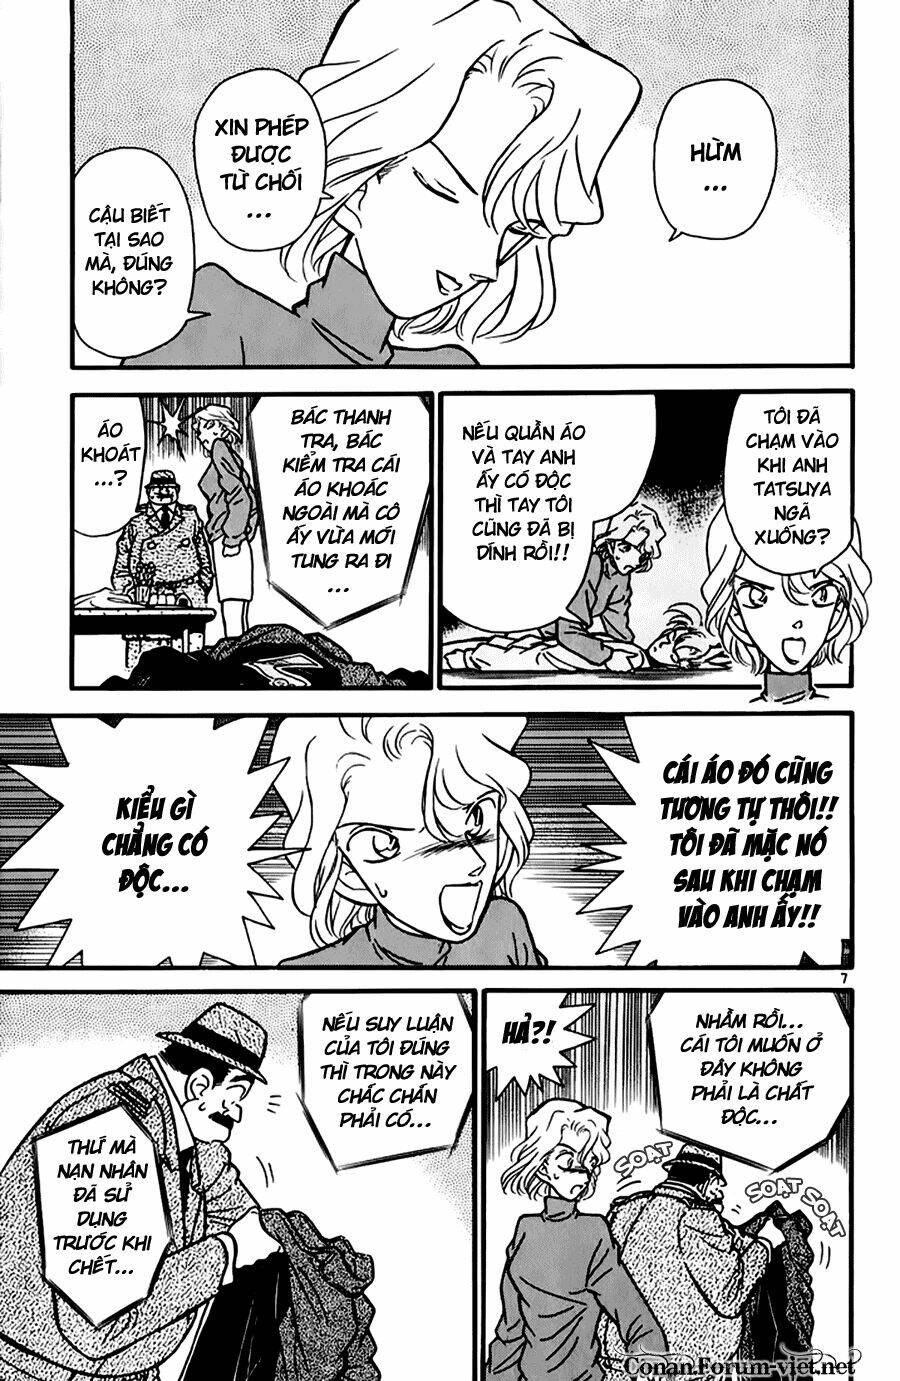 HỪM
...
XIN PHÉP
ĐƯỢC
TỪ CHỐI
...
CẬU BIẾT
TẠI SAO
MÀ, ĐÚNG
KHÔNG?
TÔI ĐÃ
CHẠM VÀO
KHI ANH
TATSUYA
NGÃ
XUỐNG?
NẾU QUẦN ÁO
VÀ TAY ANH
ẤY CÓ ĐỘC
THÌ TAY TÔI
CŨNG ĐÃ BỊ
DÍNH RỒI!!
BÁC THANH
TRA, BÁC
KIỂM TRA CÁI
ÁO KHOÁC
NGOÀI MÀ CÔ
ẤY VỪA MỚI
TUNG RA ĐI
...
ÁO
KHOÁT
...?
CÁI ÁO ĐÓ CŨNG
TƯƠNG TỰ THÔI!!
TÔI ĐÃ MẶC NÓ
SAU KHI CHẠM
VÀO ANH ẤY!!
KIỂU GÌ
CHẲNG CÓ
ĐỘC...
7
NHẦM RỒI...
CÁI TÔI MUỐN Ở
ĐÂY KHÔNG
PHẢI LÀ CHẤT
ĐỘC...
HẢ?!
SOẠT
SOẠT SOẠT
NẾU SUY LUẬN
CỦA TÔI ĐÚNG
THÌ TRONG NÀY
CHẮC CHẮN
PHẢI CÓ...
THỨ MÀ
NẠN NHÂN
ĐÃ SỬ
DỤNG
TRƯỚC KHI
CHẾT...
Conan.Forum-viet.net